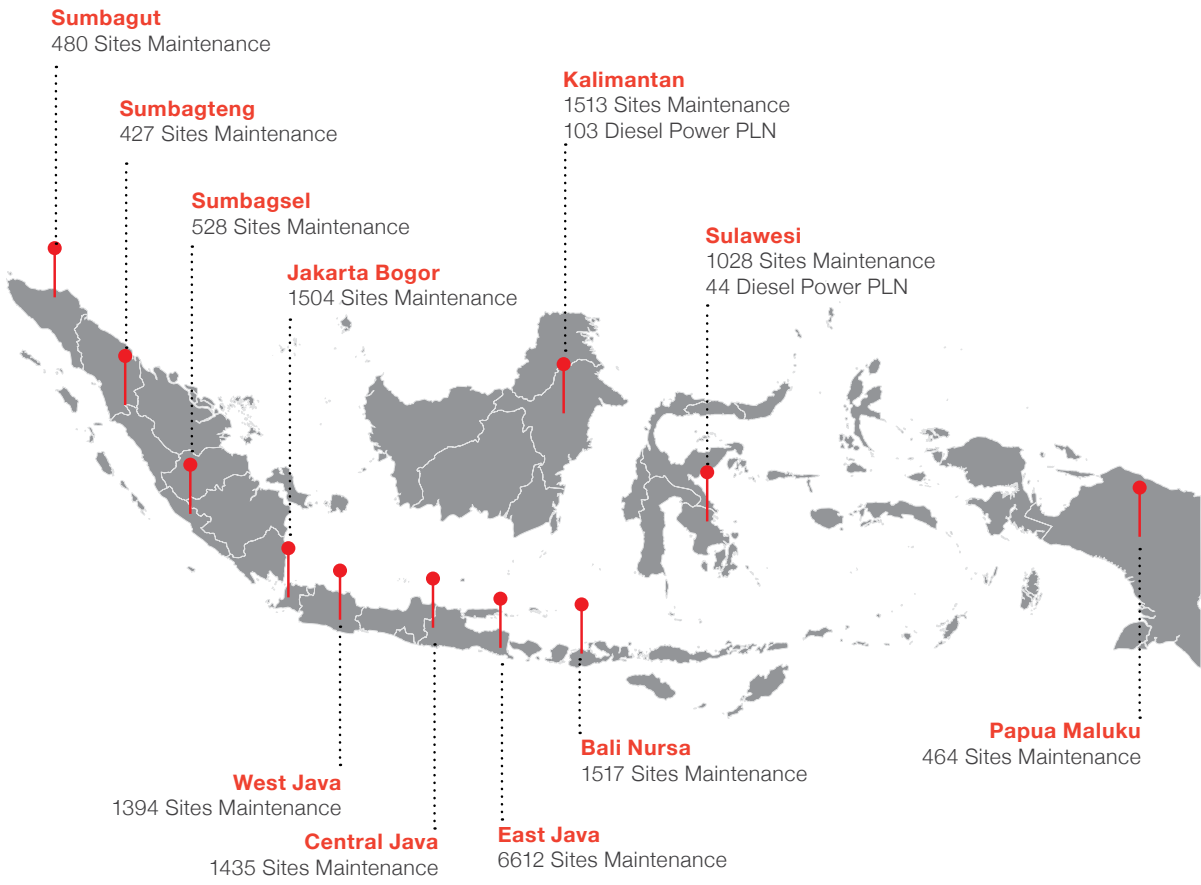 Sumbagut
480 Sites Maintenance
Sumbagteng
427 Sites Maintenance
Sumbagsel
528 Sites Maintenance
Jakarta Bogor
1504 Sites Maintenance
Kalimantan
1513 Sites Maintenance
103 Diesel Power PLN
Sulawesi
1028 Sites Maintenance
44 Diesel Power PLN
West Java
1394 Sites Maintenance
Central Java
1435 Sites Maintenance
East Java
6612 Sites Maintenance
Bali Nursa
1517 Sites Maintenance
Papua Maluku
464 Sites Maintenance